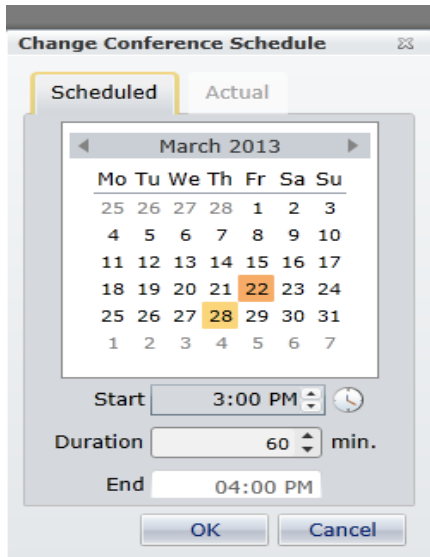 Change Conference Schedule
Scheduled Actual
March 2013
Mo Tu We Th Fr Sa Su
25 26 27 28 1 2 3
4 5 6 7 8 9 10
11 12 13 14 15 16 17
18 19 20 21 22 23 24
25 26 27 28 29 30 31
1 2 3 4 5 6 7
Start 3:00 PM
Duration 60 min.
End 04:00 PM
OK Cancel